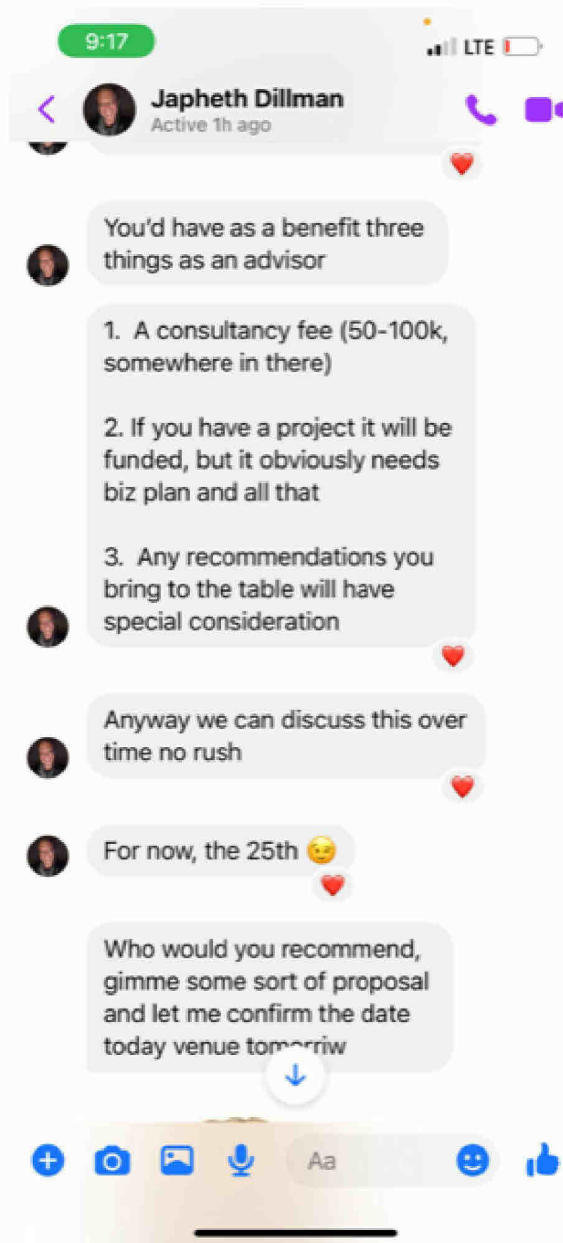 9:17
LTE
Japheth Dillman
Active 1h ago
You'd have as a benefit three
things as an advisor
1. A consultancy fee (50-100k,
somewhere in there)
2. If you have a project it will be
funded, but it obviously needs
biz plan and all that
3. Any recommendations you
bring to the table will have
special consideration
Anyway we can discuss this over
time no rush
For now, the 25th 😉
Who would you recommend,
gimme some sort of proposal
and let me confirm the date
today venue tomorriw
Aa